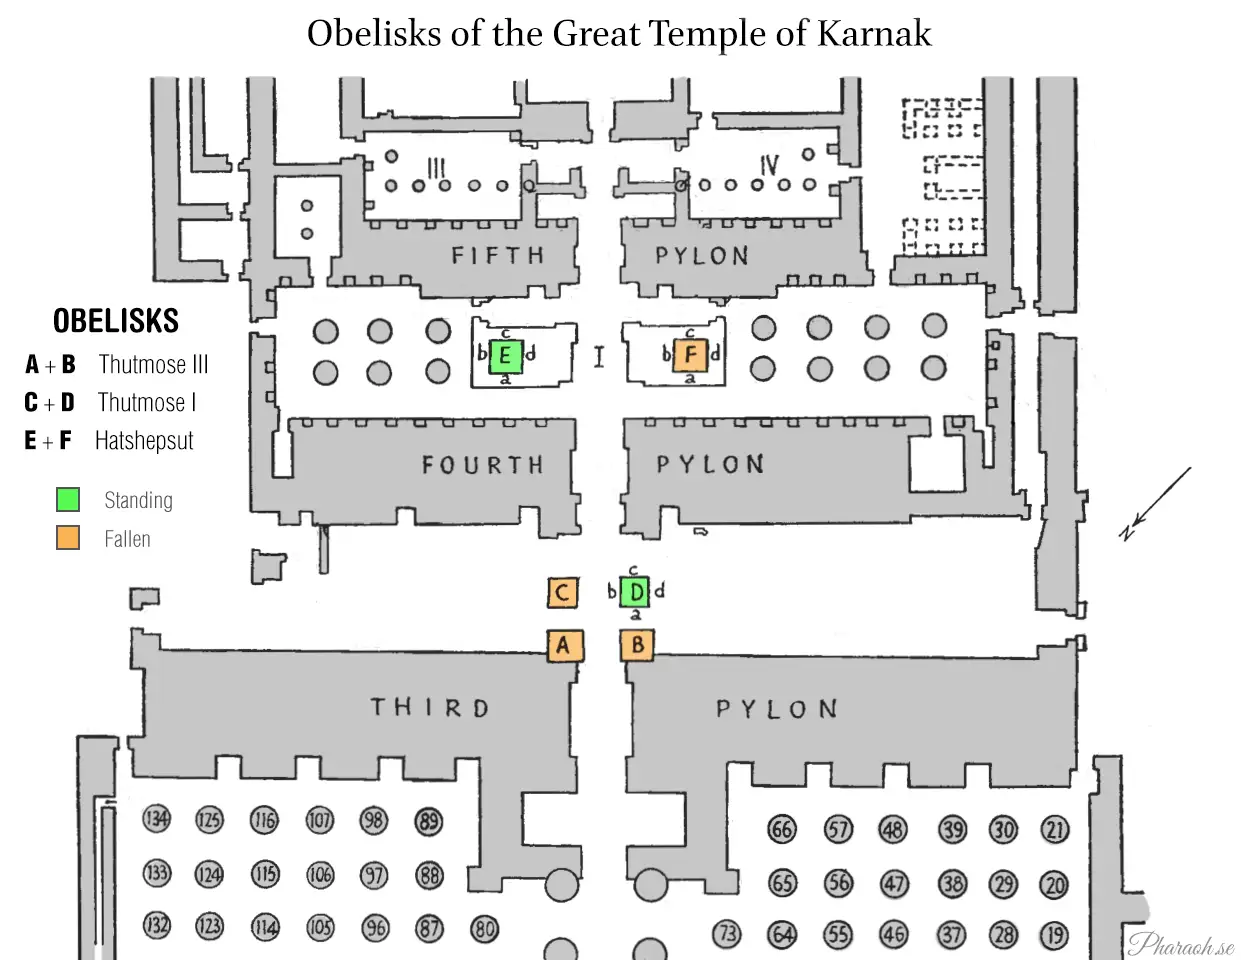 Obelisks of the Great Temple of Karnak
III IV
FIFTH PYLON
OBELISKS
A + B Thutmose III
C + D Thutmose I
E + F Hatshepsut
Standing
Fallen
c c
b E d I b F d
a a
FOURTH PYLON
N
c
C b D d
a
A B
THIRD PYLON
134 125 116 107 98 89 66 57 48 39 30 21
133 124 115 106 97 88 65 56 47 38 29 20
132 123 114 105 96 87 80 73 64 55 46 37 28 19
Pharaoh.se